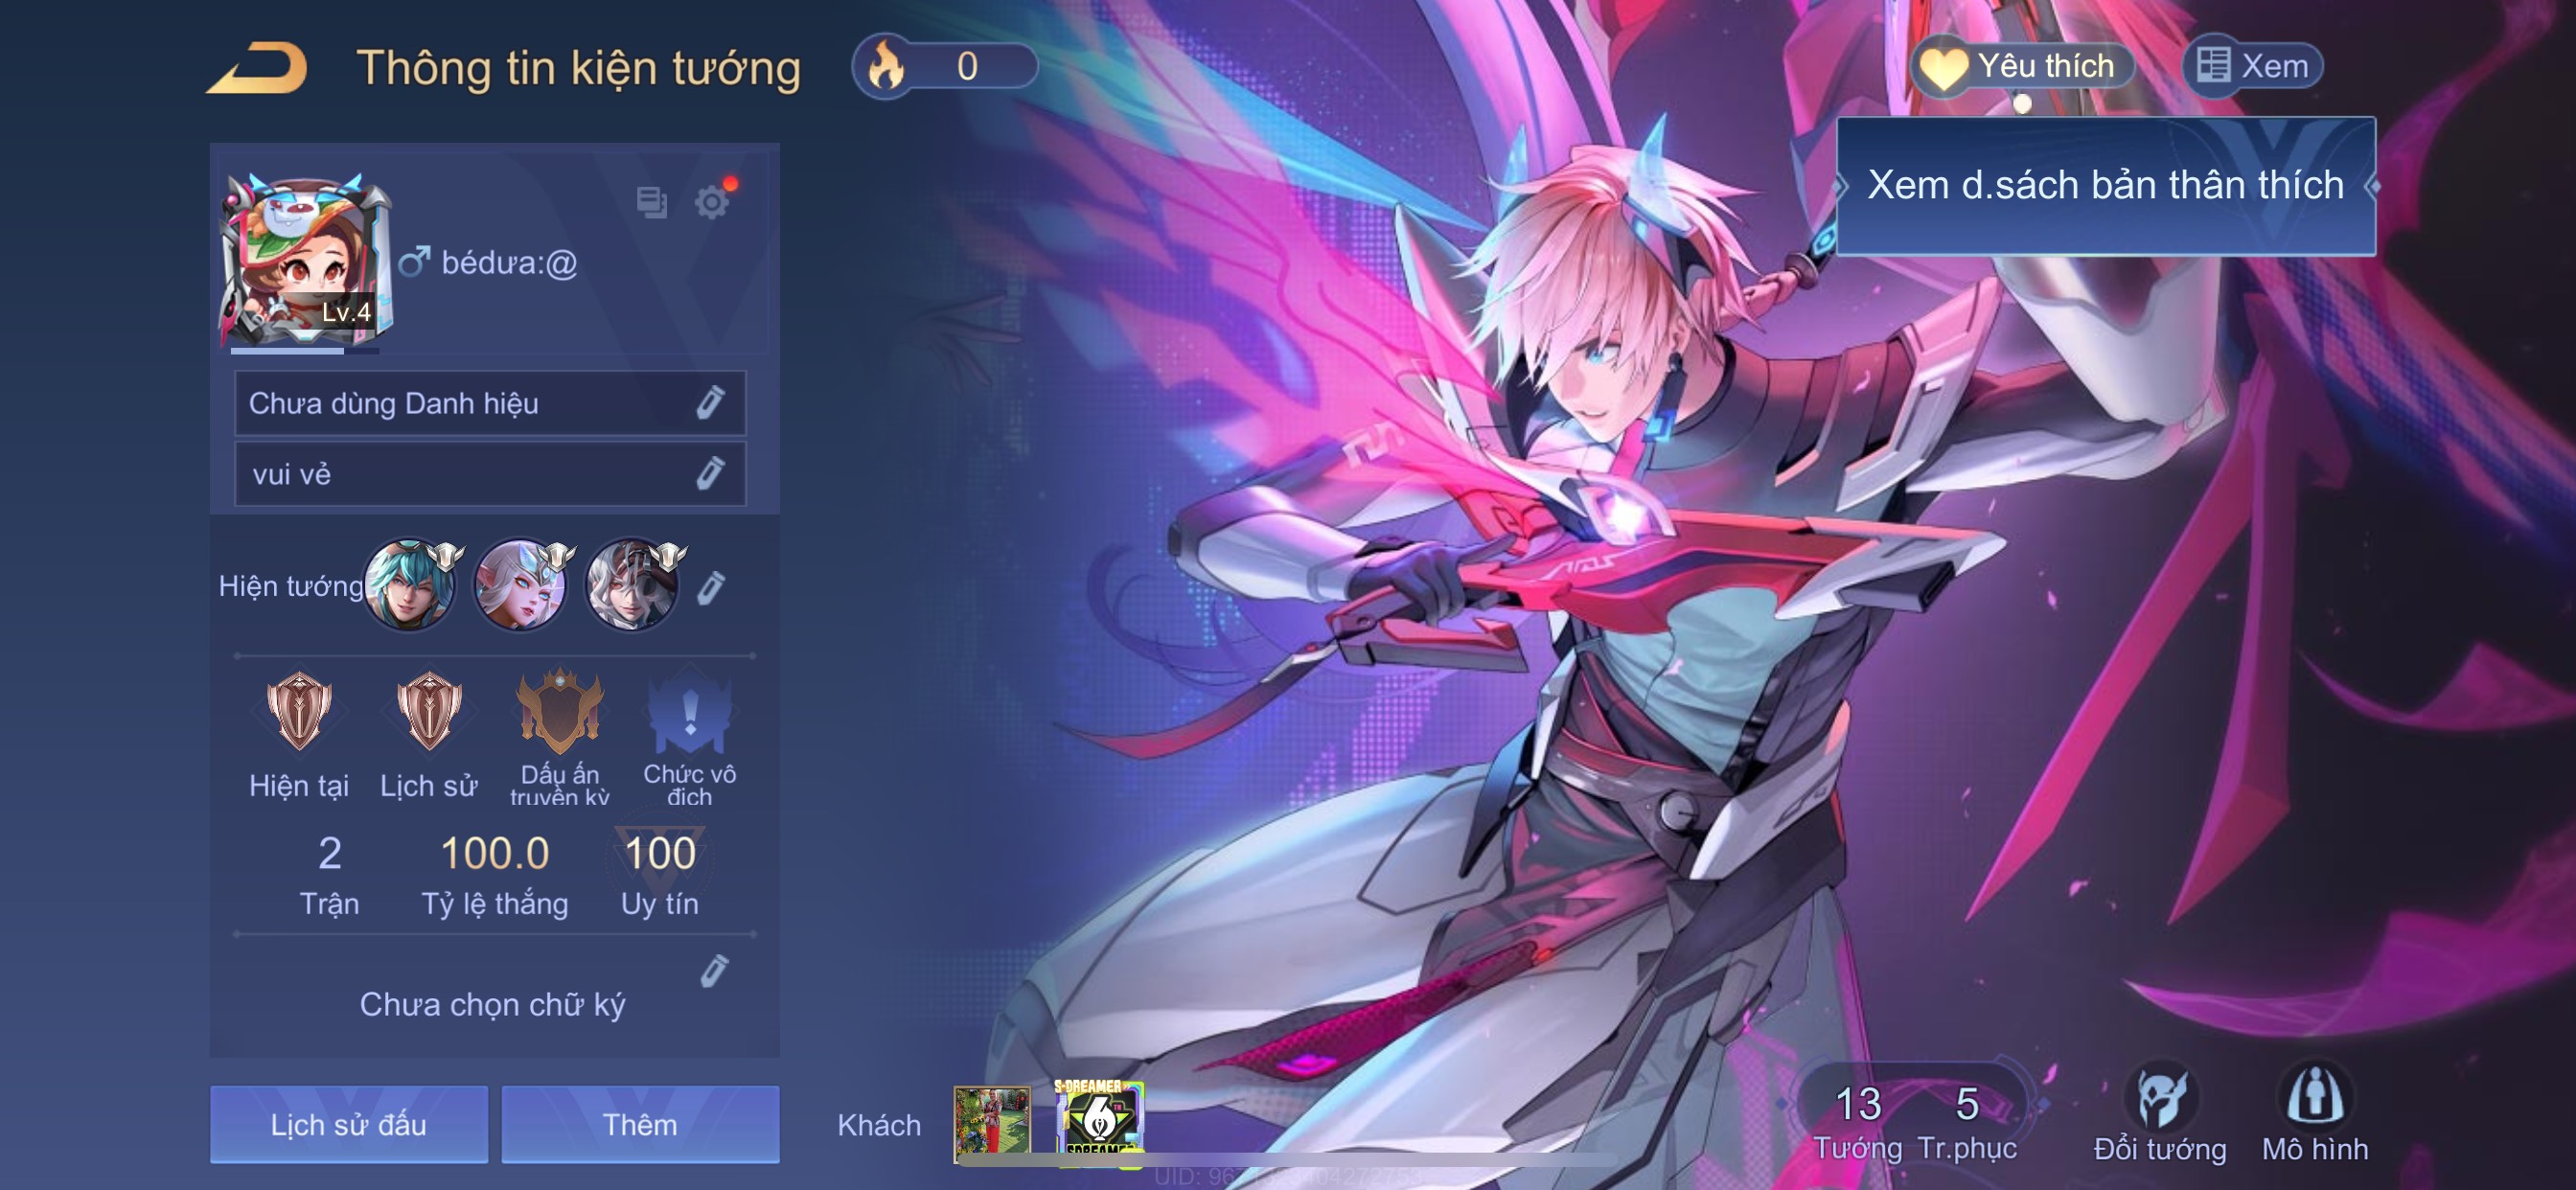 Thông tin kiện tướng
0
Yêu thích
Xem
Xem d.sách bản thân thích
bédưa:@
Lv.4
Chưa dùng Danh hiệu
vui vẻ
Hiện tướng
Hiện tại
Lịch sử
Dấu ấn
truyền kỳ
Chức vô
địch
2
100.0
100
Trận
Tỷ lệ thắng
Uy tín
Chưa chọn chữ ký
Lịch sử đấu
Thêm
Khách
S-DREAMER
6
13
5
Tướng
Tr.phục
Đổi tướng
Mô hình